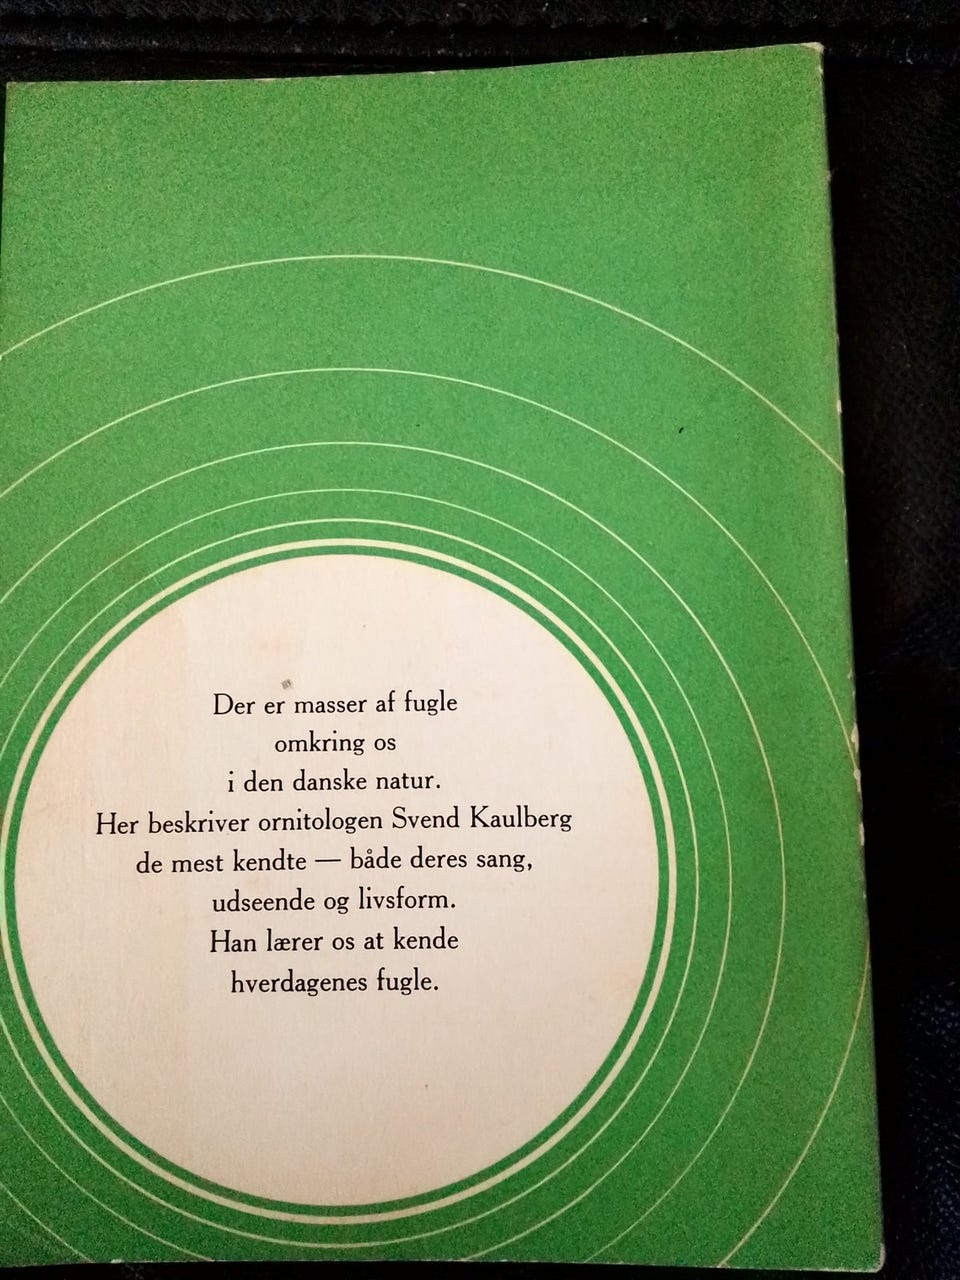 Der er masser af fugle
omkring os
i den danske natur.
Her beskriver ornitologen Svend Kaulberg
de mest kendte — både deres sang,
udseende og livsform.
Han lærer os at kende
hverdagenes fugle.